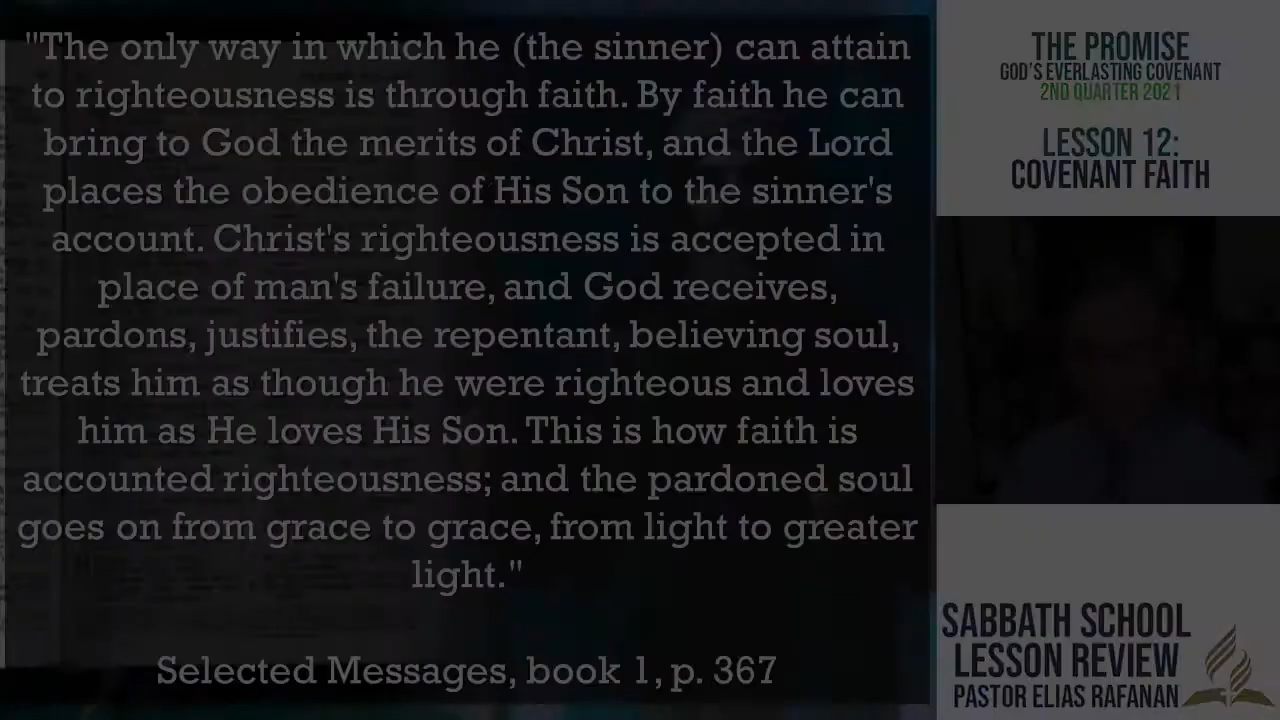 "The only way in which he (the sinner) can attain
to righteousness is through faith. By faith he can
bring to God the merits of Christ, and the Lord
places the obedience of His Son to the sinner's
account. Christ's righteousness is accepted in
place of man's failure, and God receives,
pardons, justifies, the repentant, believing soul,
treats him as though he were righteous and loves
him as He loves His Son. This is how faith is
accounted righteousness; and the pardoned soul
goes on from grace to grace, from light to greater
light."
Selected Messages, book 1, p. 367
THE PROMISE
GOD'S EVERLASTING COVENANT
2ND QUARTER 2021
LESSON 12:
COVENANT FAITH
SABBATH SCHOOL
LESSON REVIEW
PASTOR ELIAS RAFANAN